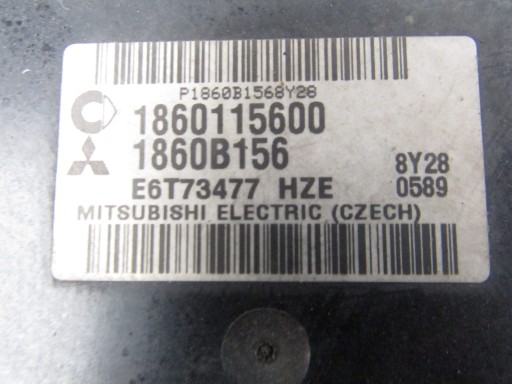 P1860B1568Y28
1860115600
1860B156
8Y28
E6T73477 HZE 0589
MITSUBISHI ELECTRIC (CZECH)